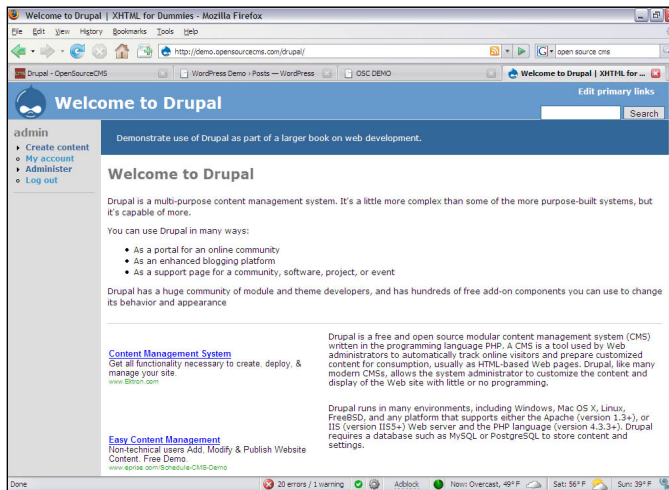 Welcome to Drupal | XHTML for Dummies - Mozilla Firefox
File Edit View History Bookmarks Tools Help
http://demo.opensourcecms.com/drupal/
open source cms
Drupal - OpenSourceCMS
WordPress Demo › Posts — WordPress
OSC DEMO
Welcome to Drupal | XHTML for ...
Edit primary links
Welcome to Drupal
Search
admin
Create content
My account
Administer
Log out
Demonstrate use of Drupal as part of a larger book on web development.
Welcome to Drupal
Drupal is a multi-purpose content management system. It's a little more complex than some of the more purpose-built systems, but
it's capable of more.
You can use Drupal in many ways:
As a portal for an online community
As an enhanced blogging platform
As a support page for a community, software, project, or event
Drupal has a huge community of module and theme developers, and has hundreds of free add-on components you can use to change
its behavior and appearance
Content Management System
Get all functionality necessary to create, deploy, &
manage your site.
www.Ektron.com
Easy Content Management
Non-technical users Add, Modify & Publish Website
Content. Free Demo.
www.eprise.com/Schedule-CMS-Demo
Drupal is a free and open source modular content management system (CMS)
written in the programming language PHP. A CMS is a tool used by Web
administrators to automatically track online visitors and prepare customized
content for consumption, usually as HTML-based Web pages. Drupal, like many
modern CMSs, allows the system administrator to customize the content and
display of the Web site with little or no programming.
Drupal runs in many environments, including Windows, Mac OS X, Linux,
FreeBSD, and any platform that supports either the Apache (version 1.3+), or
IIS (version IIS5+) Web server and the PHP language (version 4.3.3+). Drupal
requires a database such as MySQL or PostgreSQL to store content and
settings.
Done
20 errors / 1 warning
Adblock
Now: Overcast, 49° F
Sat: 56° F
Sun: 39° F